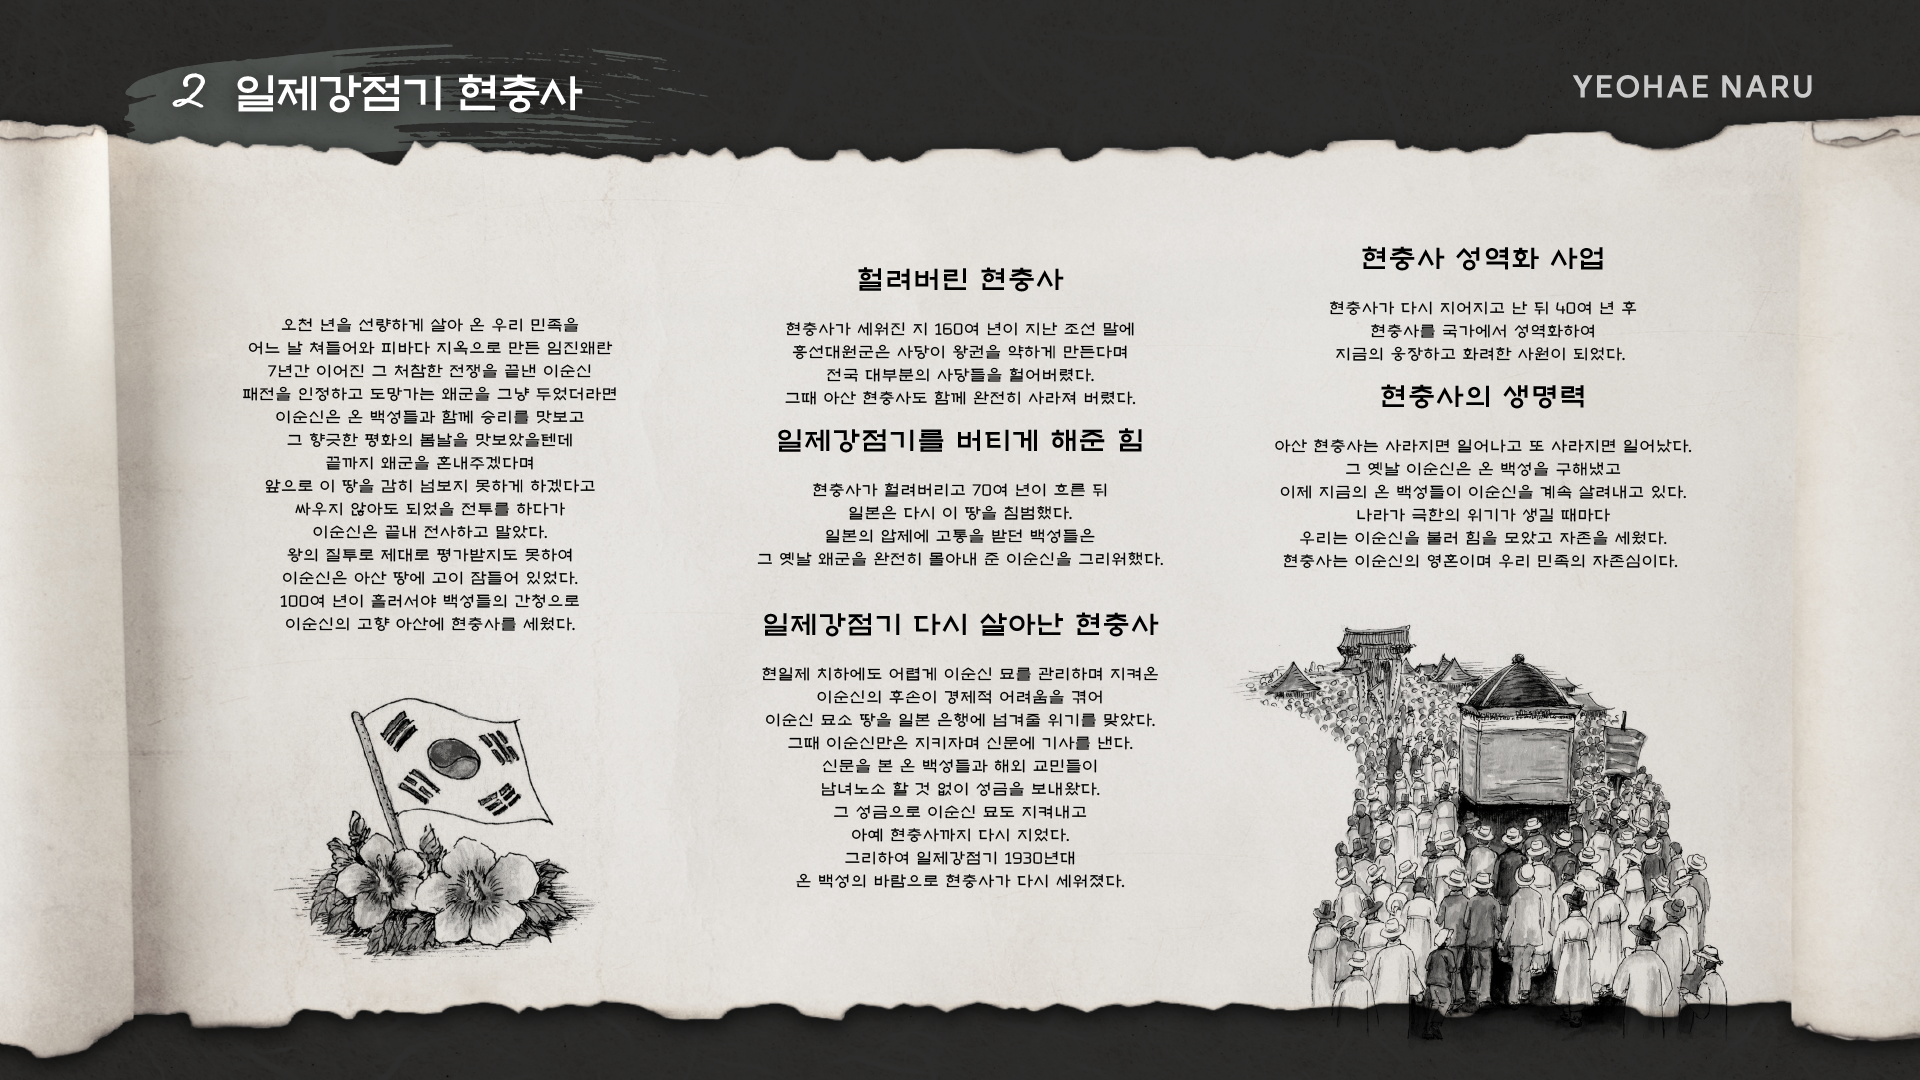 2 일제강점기 현충사
YEOHAE NARU
오천 년을 선량하게 살아 온 우리 민족을
어느 날 쳐들어와 피바다 지옥으로 만든 임진왜란
7년간 이어진 그 처참한 전쟁을 끝낸 이순신
패전을 인정하고 도망가는 왜군을 그냥 두었더라면
이순신은 온 백성들과 함께 승리를 맛보고
그 향긋한 평화의 봄날을 맛보았을텐데
끝까지 왜군을 혼내주겠다며
앞으로 이 땅을 감히 넘보지 못하게 하겠다고
싸우지 않아도 되었을 전투를 하다가
이순신은 끝내 전사하고 말았다.
왕의 질투로 제대로 평가받지도 못하여
이순신은 아산 땅에 고이 잠들어 있었다.
100여 년이 흘러서야 백성들의 간청으로
이순신의 고향 아산에 현충사를 세웠다.
헐려버린 현충사
현충사가 세워진 지 160여 년이 지난 조선 말에
흥선대원군은 사당이 왕권을 약하게 만든다며
전국 대부분의 사당들을 헐어버렸다.
그때 아산 현충사도 함께 완전히 사라져 버렸다.
일제강점기를 버티게 해준 힘
현충사가 헐려버리고 70여 년이 흐른 뒤
일본은 다시 이 땅을 침범했다.
일본의 압제에 고통을 받던 백성들은
그 옛날 왜군을 완전히 몰아내 준 이순신을 그리워했다.
일제강점기 다시 살아난 현충사
현일제 치하에도 어렵게 이순신 묘를 관리하며 지켜온
이순신의 후손이 경제적 어려움을 겪어
이순신 묘소 땅을 일본 은행에 넘겨줄 위기를 맞았다.
그때 이순신만은 지키자며 신문에 기사를 낸다.
신문을 본 온 백성들과 해외 교민들이
남녀노소 할 것 없이 성금을 보내왔다.
그 성금으로 이순신 묘도 지켜내고
아예 현충사까지 다시 지었다.
그리하여 일제강점기 1930년대
온 백성의 바람으로 현충사가 다시 세워졌다.
현충사 성역화 사업
현충사가 다시 지어지고 난 뒤 40여 년 후
현충사를 국가에서 성역화하여
지금의 웅장하고 화려한 사원이 되었다.
현충사의 생명력
아산 현충사는 사라지면 일어나고 또 사라지면 일어났다.
그 옛날 이순신은 온 백성을 구해냈고
이제 지금의 온 백성들이 이순신을 계속 살려내고 있다.
나라가 극한의 위기가 생길 때마다
우리는 이순신을 불러 힘을 모았고 자존을 세웠다.
현충사는 이순신의 영혼이며 우리 민족의 자존심이다.